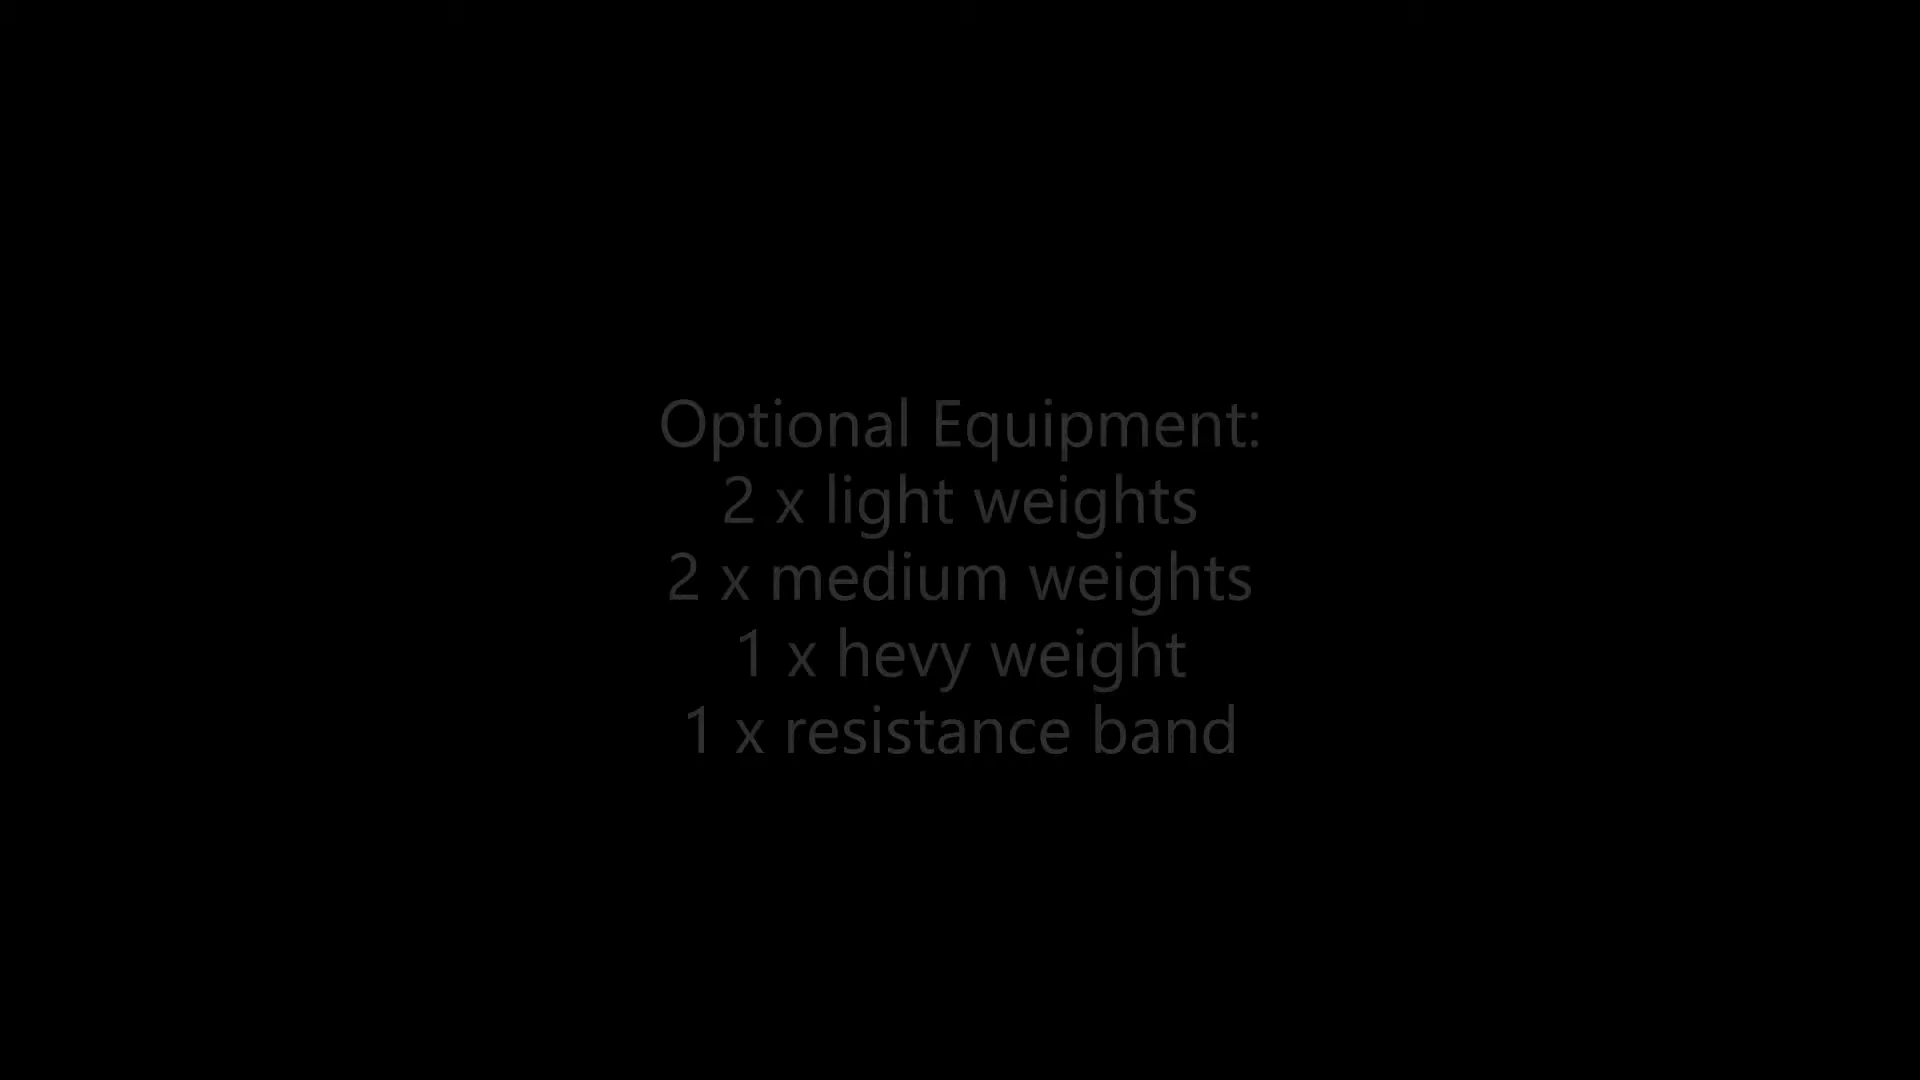 Optional Equipment:
2 x light weights
2 x medium weights
1 x hevy weight
1 x resistance band